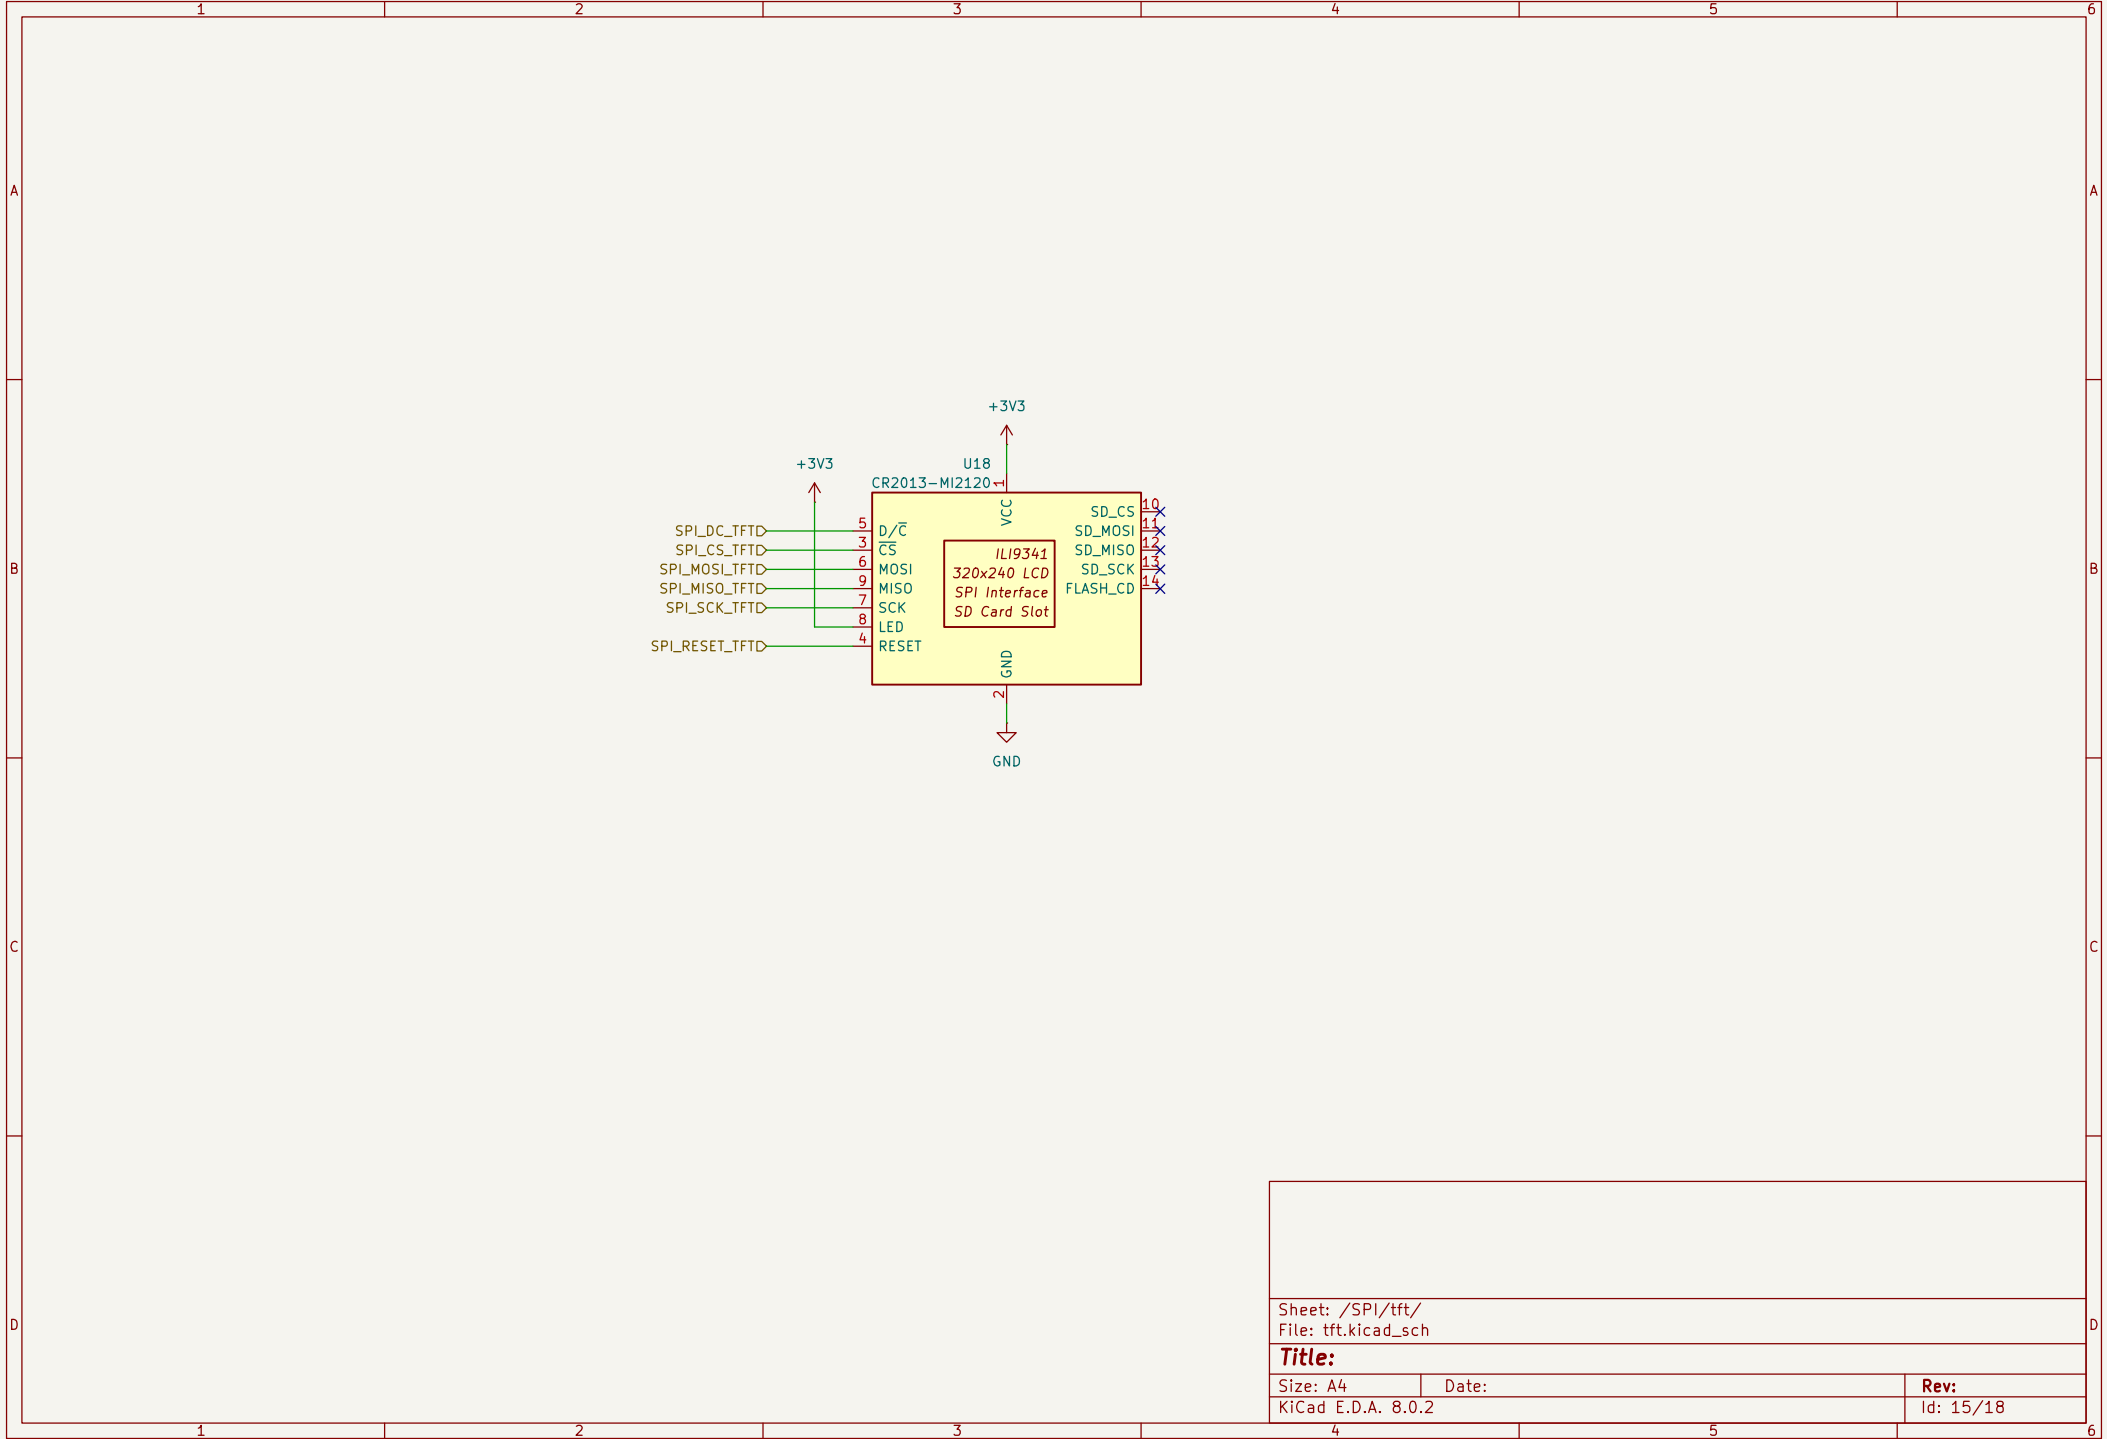 1 2 3 4 5 6
A A
+3V3
+3V3
U18
CR2013-MI2120
1
VCC
SPI_DC_TFT 5 D/C
SPI_CS_TFT 3 CS
SPI_MOSI_TFT 6 MOSI
SPI_MISO_TFT 9 MISO
SPI_SCK_TFT 7 SCK
8 LED
SPI_RESET_TFT 4 RESET
ILI9341
320x240 LCD
SPI Interface
SD Card Slot
SD_CS 10
SD_MOSI 11
SD_MISO 12
SD_SCK 13
FLASH_CD 14
GND
2
GND
B B
C C
D D
Sheet: /SPI/tft/
File: tft.kicad_sch
Title:
Size: A4 Date: Rev:
KiCad E.D.A. 8.0.2 Id: 15/18
1 2 3 4 5 6